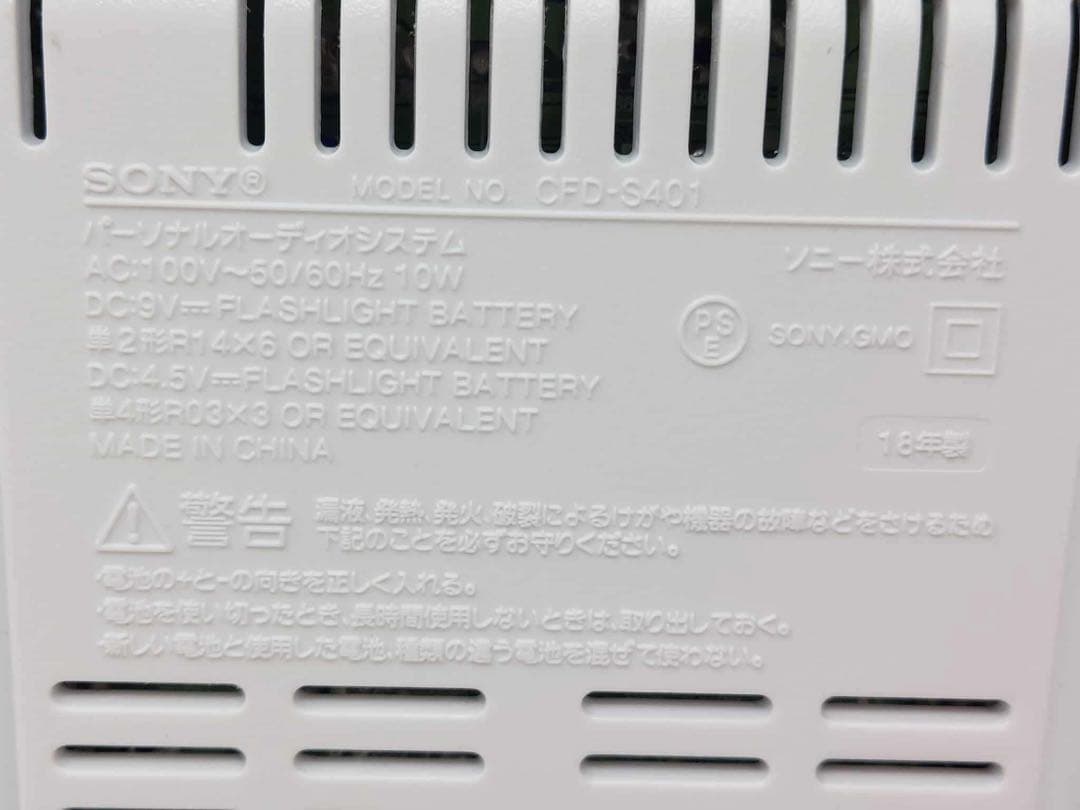 SONY® MODEL NO. CFD-S401
パーソナルオーディオシステム
AC:100V～50/60Hz 10W
DC:9V⎓FLASHLIGHT BATTERY
単2形R14×6 OR EQUIVALENT
DC:4.5V⎓FLASHLIGHT BATTERY
単4形R03×3 OR EQUIVALENT
MADE IN CHINA
ソニー株式会社
PSE SONY.GMC
18年製
警告 漏液、発熱、発火、破裂によるけがや機器の故障などをさけるため
下記のことを必ずお守りください。
・電池の+と-の向きを正しく入れる。
・電池を使い切ったとき、長時間使用しないときは、取り出しておく。
・新しい電池と使用した電池、種類の違う電池を混ぜて使わない。